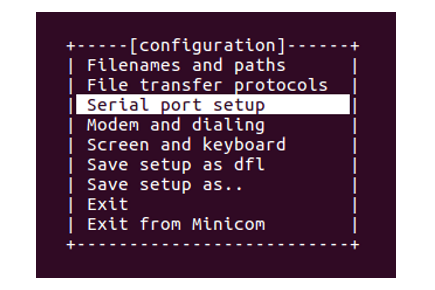 +-----[configuration]------+
| Filenames and paths |
| File transfer protocols |
| Serial port setup |
| Modem and dialing |
| Screen and keyboard |
| Save setup as dfl |
| Save setup as.. |
| Exit |
| Exit from Minicom |
+--------------------------+